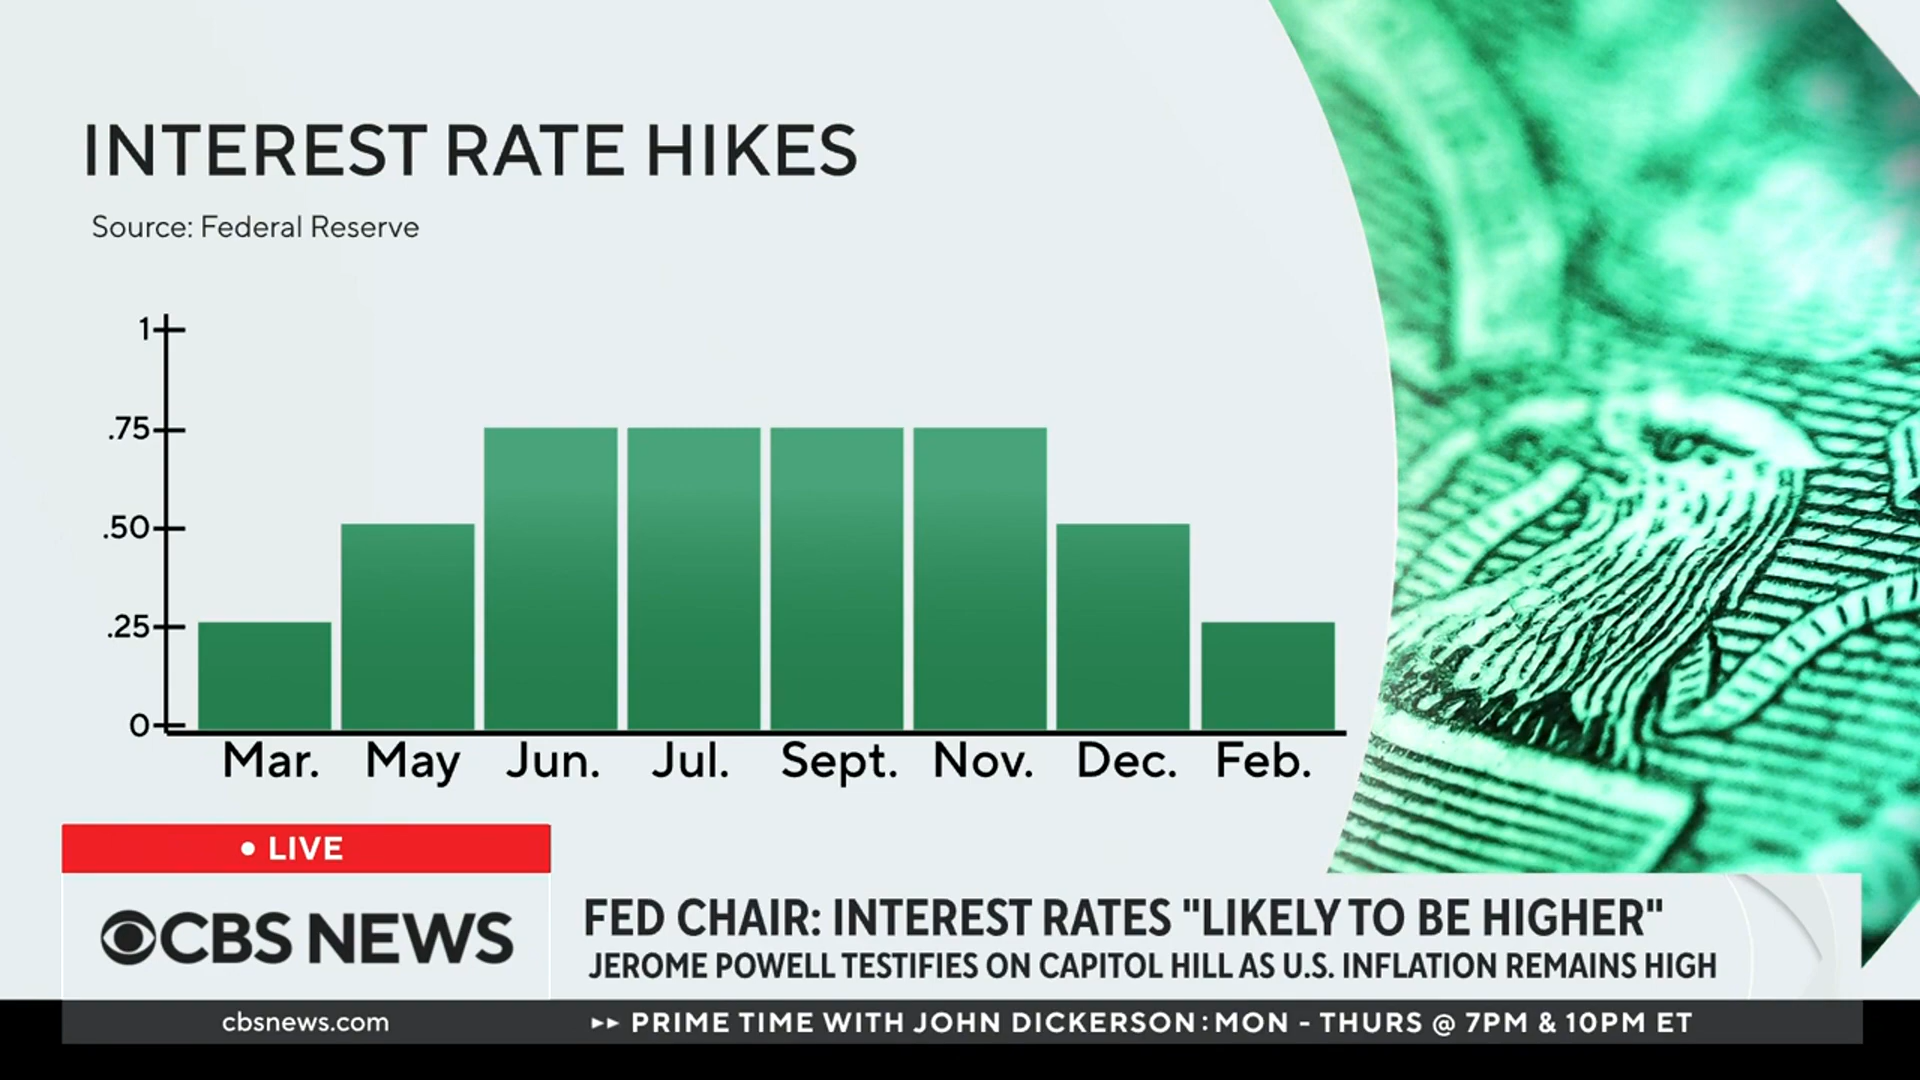 INTEREST RATE HIKES
Source: Federal Reserve
1
.75
.50
.25
0
Mar. May Jun. Jul. Sept. Nov. Dec. Feb.
LIVE
CBS NEWS
FED CHAIR: INTEREST RATES "LIKELY TO BE HIGHER"
JEROME POWELL TESTIFIES ON CAPITOL HILL AS U.S. INFLATION REMAINS HIGH
cbsnews.com
PRIME TIME WITH JOHN DICKERSON: MON - THURS @ 7PM & 10PM ET